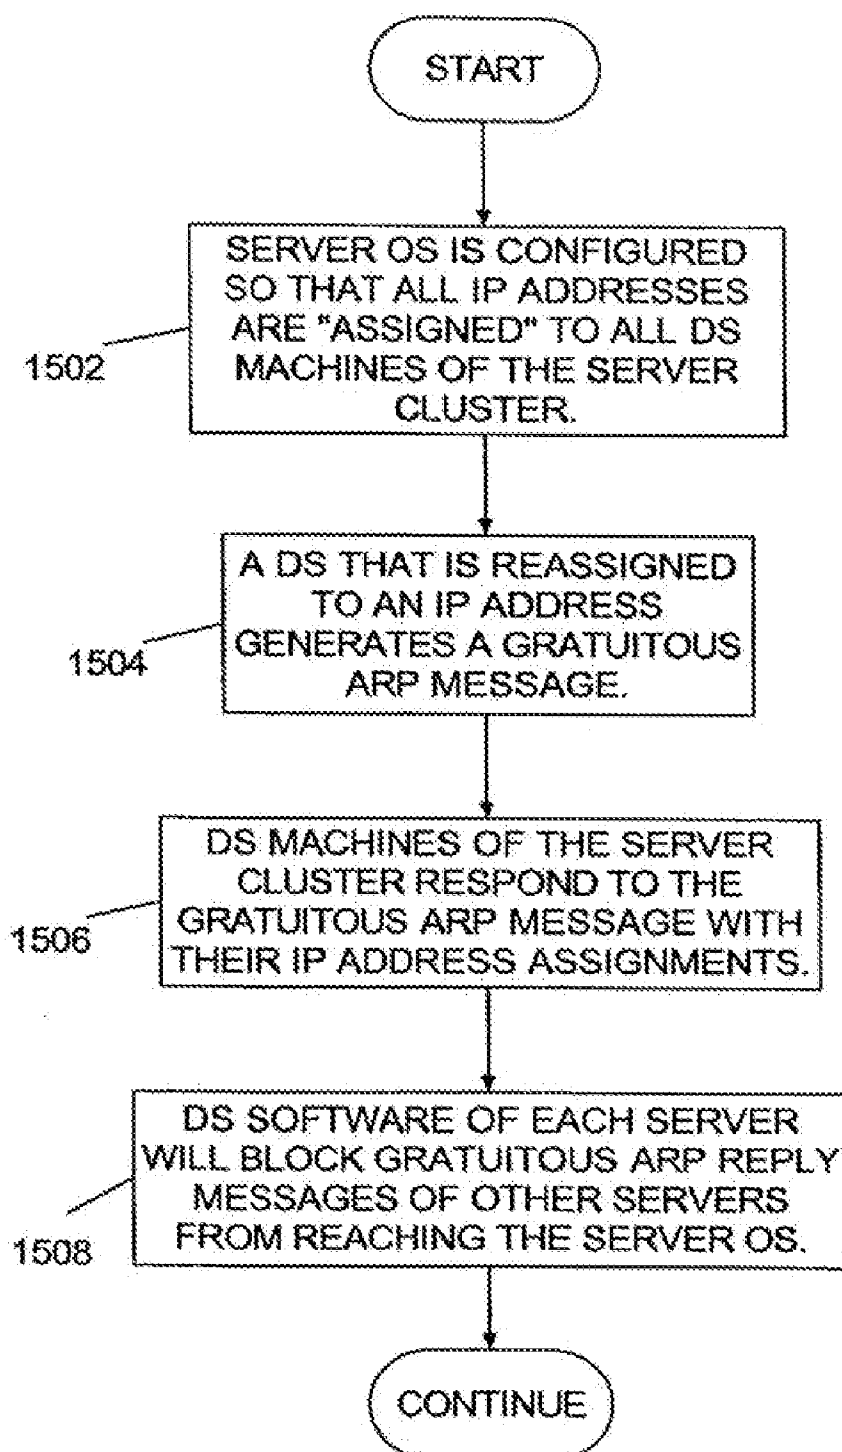 START
SERVER OS IS CONFIGURED
SO THAT ALL IP ADDRESSES
ARE "ASSIGNED" TO ALL DS
MACHINES OF THE SERVER
CLUSTER.
1502
A DS THAT IS REASSIGNED
TO AN IP ADDRESS
GENERATES A GRATUITOUS
ARP MESSAGE.
1504
DS MACHINES OF THE SERVER
CLUSTER RESPOND TO THE
GRATUITOUS ARP MESSAGE WITH
THEIR IP ADDRESS ASSIGNMENTS.
1506
DS SOFTWARE OF EACH SERVER
WILL BLOCK GRATUITOUS ARP REPLY
MESSAGES OF OTHER SERVERS
FROM REACHING THE SERVER OS.
1508
CONTINUE